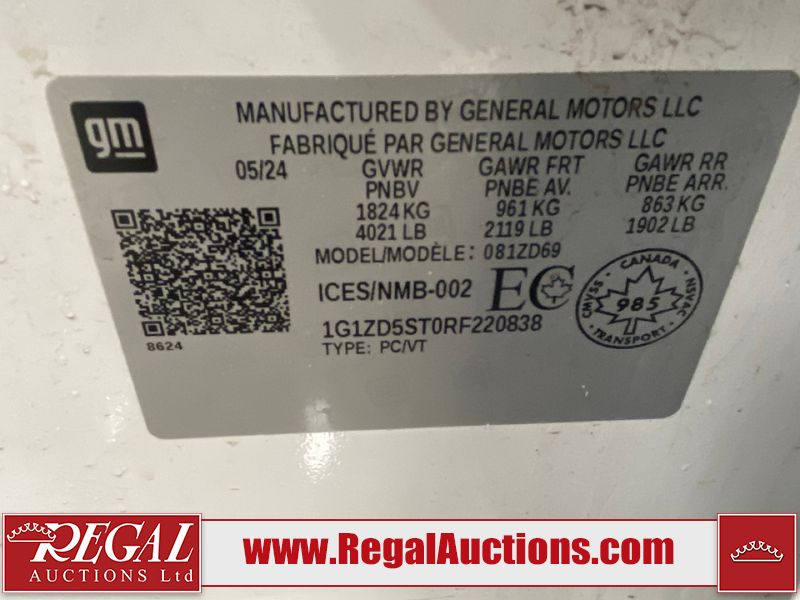 gm
MANUFACTURED BY GENERAL MOTORS LLC
FABRIQUÉ PAR GENERAL MOTORS LLC
05/24 GVWR GAWR FRT GAWR RR
PNBV PNBE AV. PNBE ARR.
1824 KG 961 KG 863 KG
4021 LB 2119 LB 1902 LB
MODEL/MODÈLE: 081ZD69
ICES/NMB-002 EC
CANADA
CMVSS 985 NSVAC
TRANSPORT
1G1ZD5ST0RF220838
8624
TYPE: PC/VT
REGAL
AUCTIONS Ltd
www.RegalAuctions.com